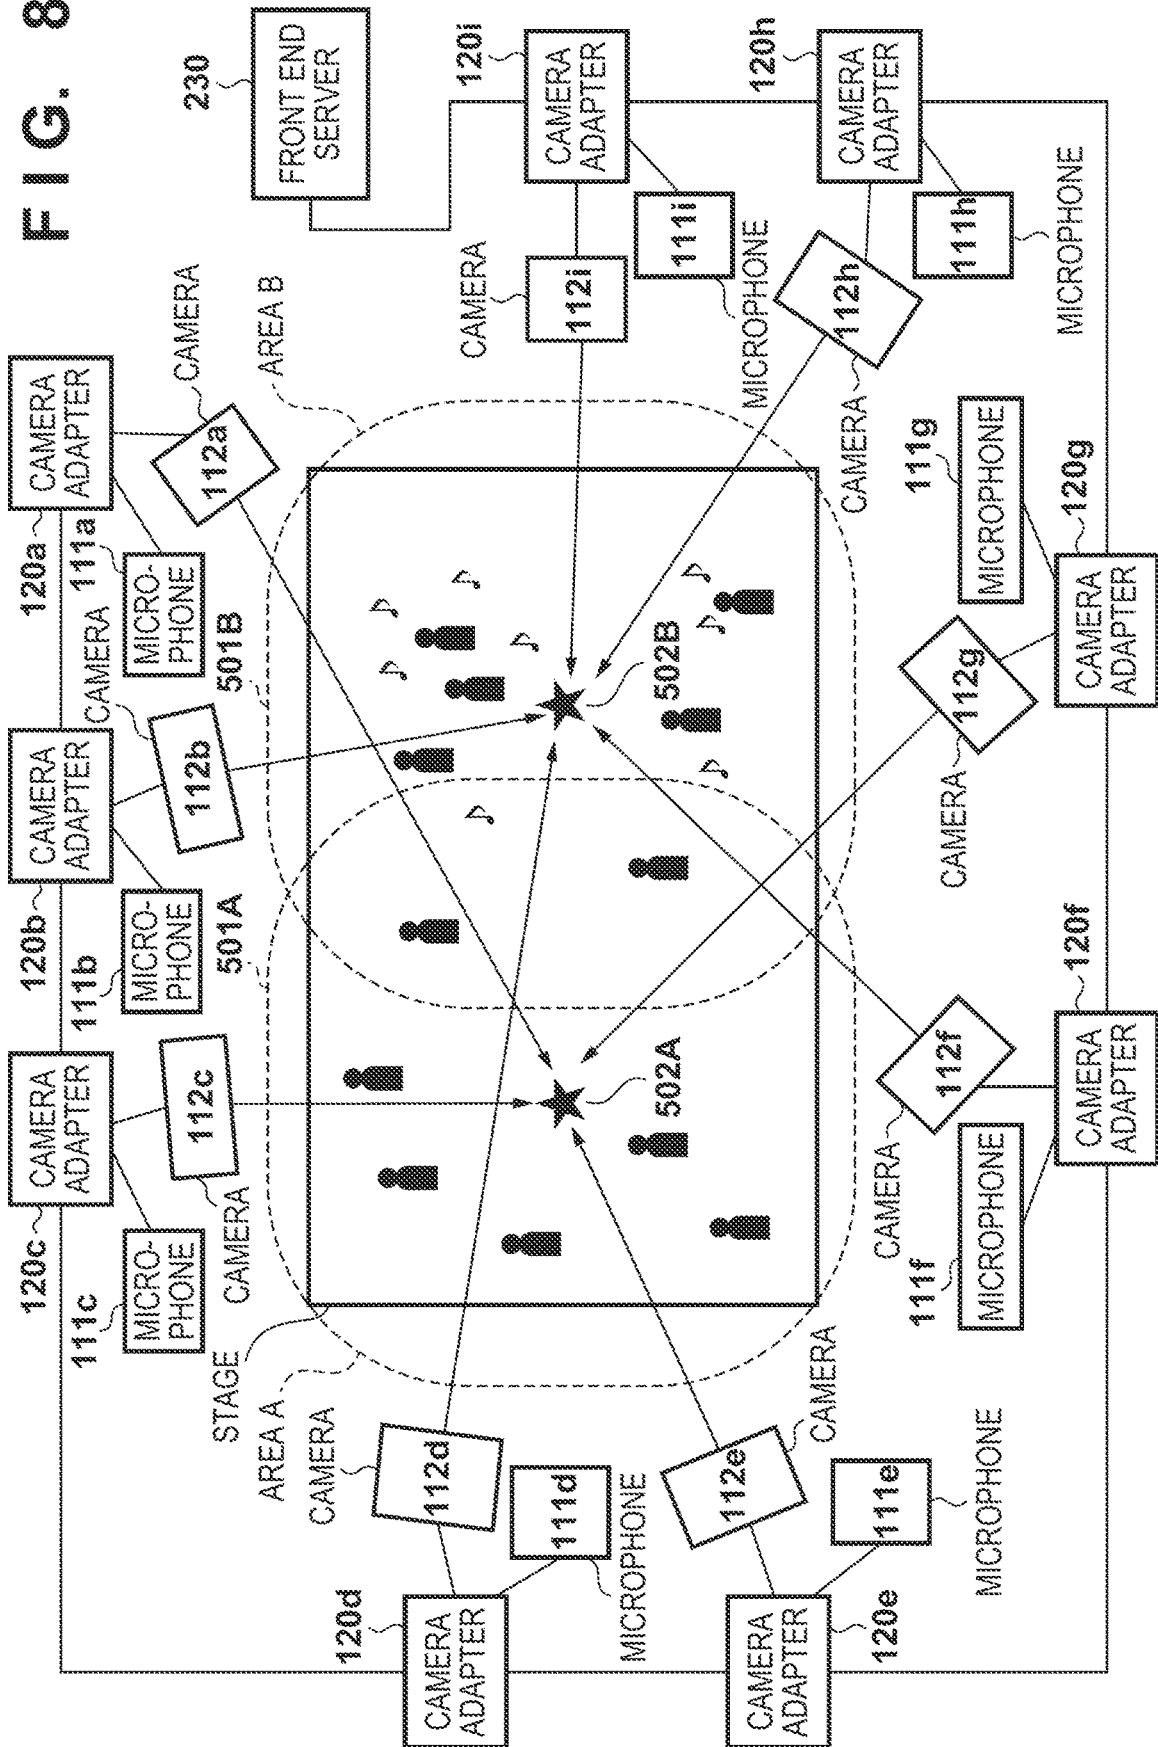 FIG. 8
230
FRONT END
SERVER
120i
CAMERA
ADAPTER
120h
CAMERA
ADAPTER
CAMERA
112i
111i
MICROPHONE
CAMERA
112h
111h
MICROPHONE
AREA B
CAMERA
112a
CAMERA
ADAPTER
120a
111a
MICRO-
PHONE
501B
502B
111g
MICROPHONE
112g
CAMERA
120g
CAMERA
ADAPTER
CAMERA
112b
CAMERA
ADAPTER
120b
111b
MICRO-
PHONE
501A
502A
120f
CAMERA
ADAPTER
112f
CAMERA
111f
MICROPHONE
CAMERA
ADAPTER
120c
112c
CAMERA
111c
MICRO-
PHONE
STAGE
AREA A
CAMERA
112d
111d
MICROPHONE
120d
CAMERA
ADAPTER
CAMERA
112e
111e
MICROPHONE
120e
CAMERA
ADAPTER